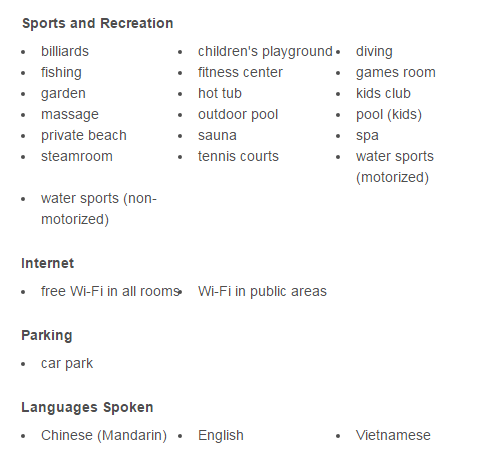 Sports and Recreation
• billiards • children's playground • diving
• fishing • fitness center • games room
• garden • hot tub • kids club
• massage • outdoor pool • pool (kids)
• private beach • sauna • spa
• steamroom • tennis courts • water sports
(motorized)
• water sports (non-
motorized)
Internet
• free Wi-Fi in all rooms • Wi-Fi in public areas
Parking
• car park
Languages Spoken
• Chinese (Mandarin) • English • Vietnamese